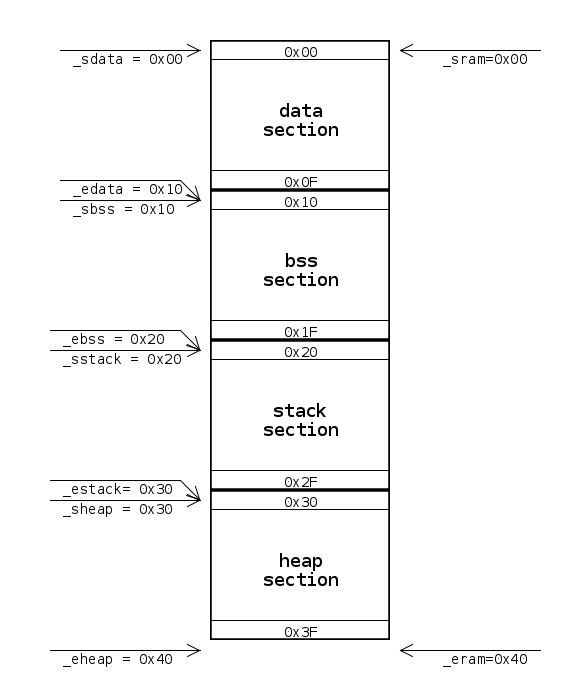 0x00
_sdata = 0x00
_sram=0x00
data
section
0x0F
_edata = 0x10
0x10
_sbss = 0x10
bss
section
0x1F
_ebss = 0x20
0x20
_sstack = 0x20
stack
section
0x2F
_estack= 0x30
0x30
_sheap = 0x30
heap
section
0x3F
_eheap = 0x40
_eram=0x40